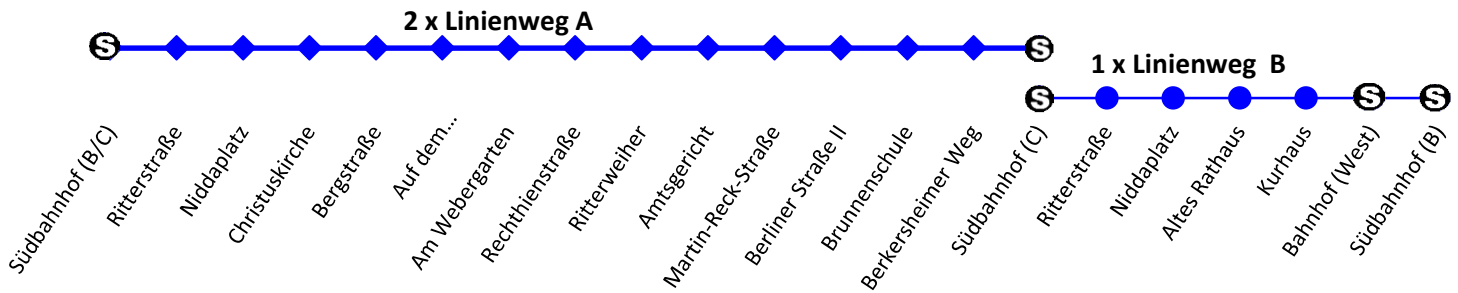 2 x Linienweg A
S
S
1 x Linienweg B
S
S
S
Südbahnhof (B/C)
Ritterstraße
Niddaplatz
Christuskirche
Bergstraße
Auf dem...
Am Webergarten
Rechthienstraße
Ritterweiher
Amtsgericht
Martin-Reck-Straße
Berliner Straße II
Brunnenschule
Berkersheimer Weg
Südbahnhof (C)
Ritterstraße
Niddaplatz
Altes Rathaus
Kurhaus
Bahnhof (West)
Südbahnhof (B)